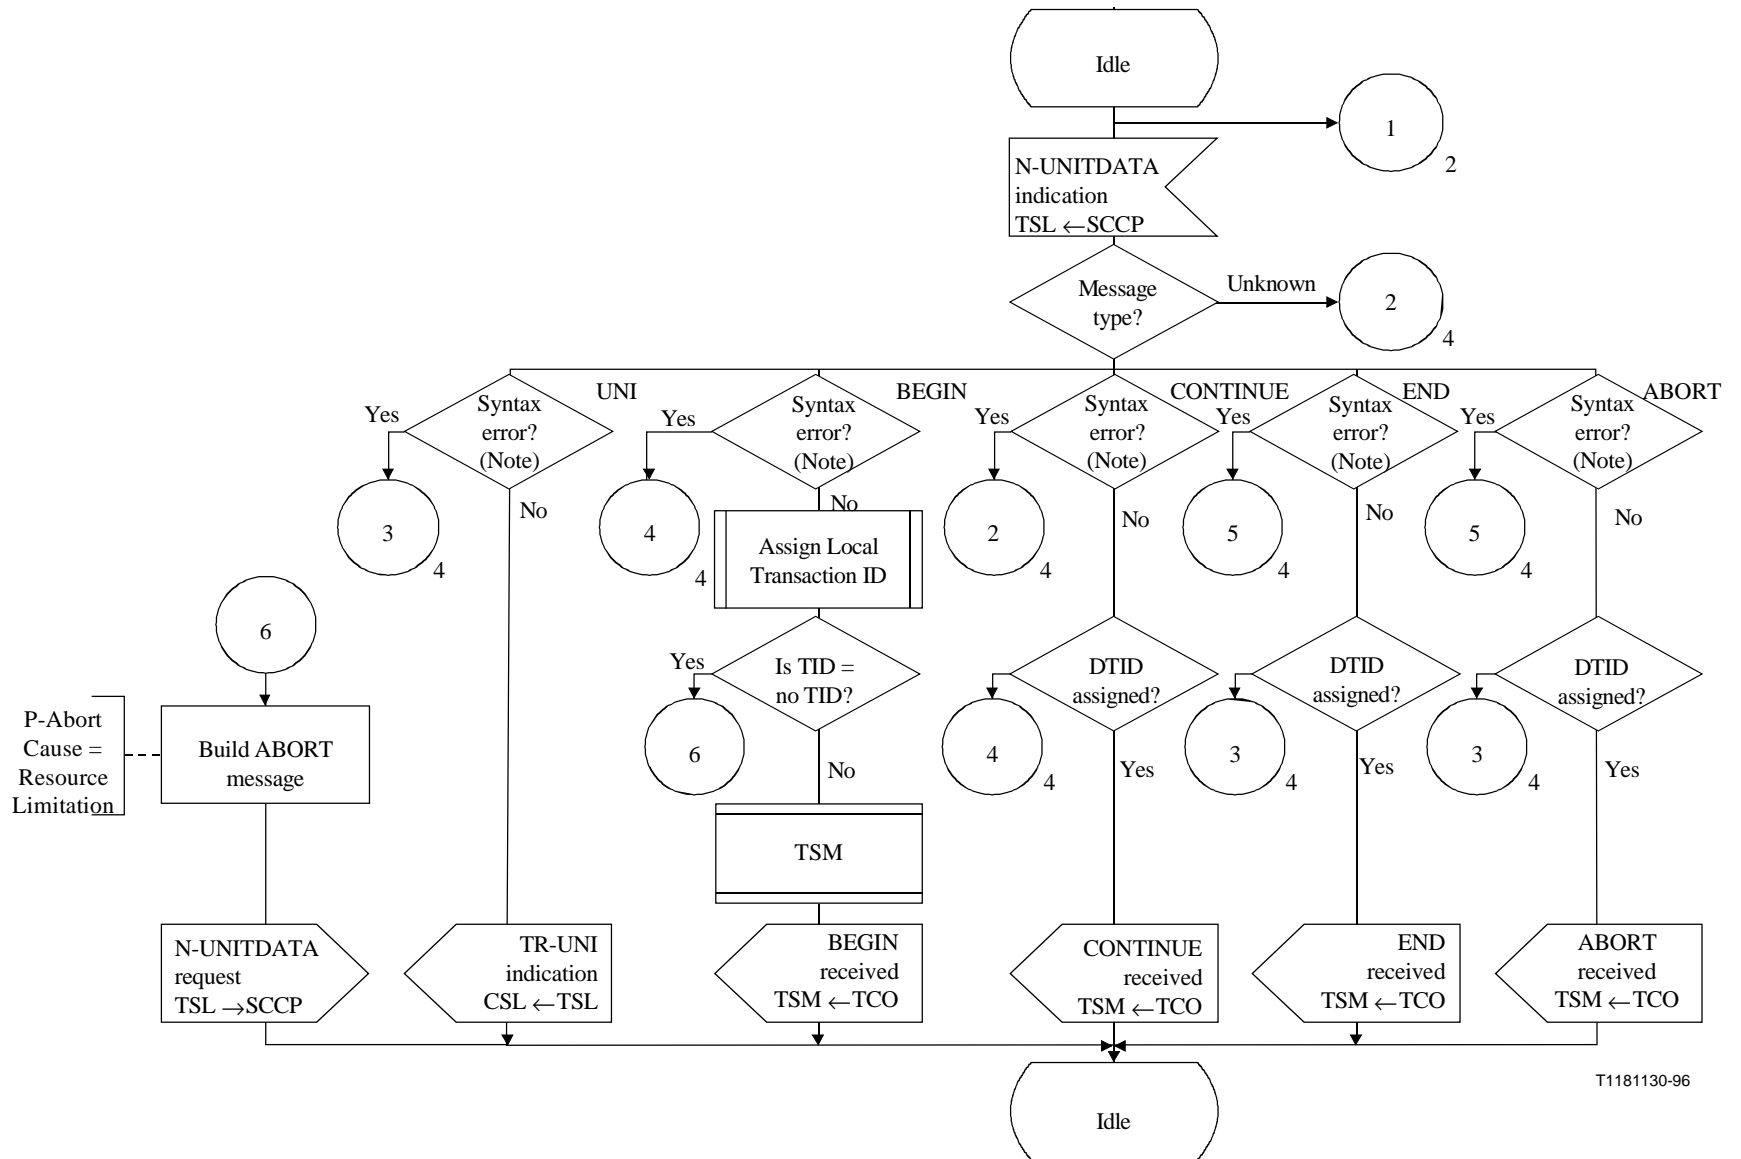 Idle
1
2
N-UNITDATA
indication
TSL ←SCCP
Message
type?
Unknown
2
4
UNI
BEGIN
CONTINUE
END
ABORT
Yes
Syntax
error?
(Note)
No
3
4
Yes
Syntax
error?
(Note)
No
4
4
Yes
Syntax
error?
(Note)
No
2
4
Yes
Syntax
error?
(Note)
No
5
4
Yes
Syntax
error?
(Note)
No
5
4
Assign Local
Transaction ID
6
Yes
Is TID =
no TID?
6
No
DTID
assigned?
4
4
Yes
DTID
assigned?
3
4
Yes
DTID
assigned?
3
4
Yes
P-Abort
Cause =
Resource
Limitation
Build ABORT
message
TSM
N-UNITDATA
request
TSL →SCCP
TR-UNI
indication
CSL ←TSL
BEGIN
received
TSM ←TCO
CONTINUE
received
TSM ←TCO
END
received
TSM ←TCO
ABORT
received
TSM ←TCO
T1181130-96
Idle